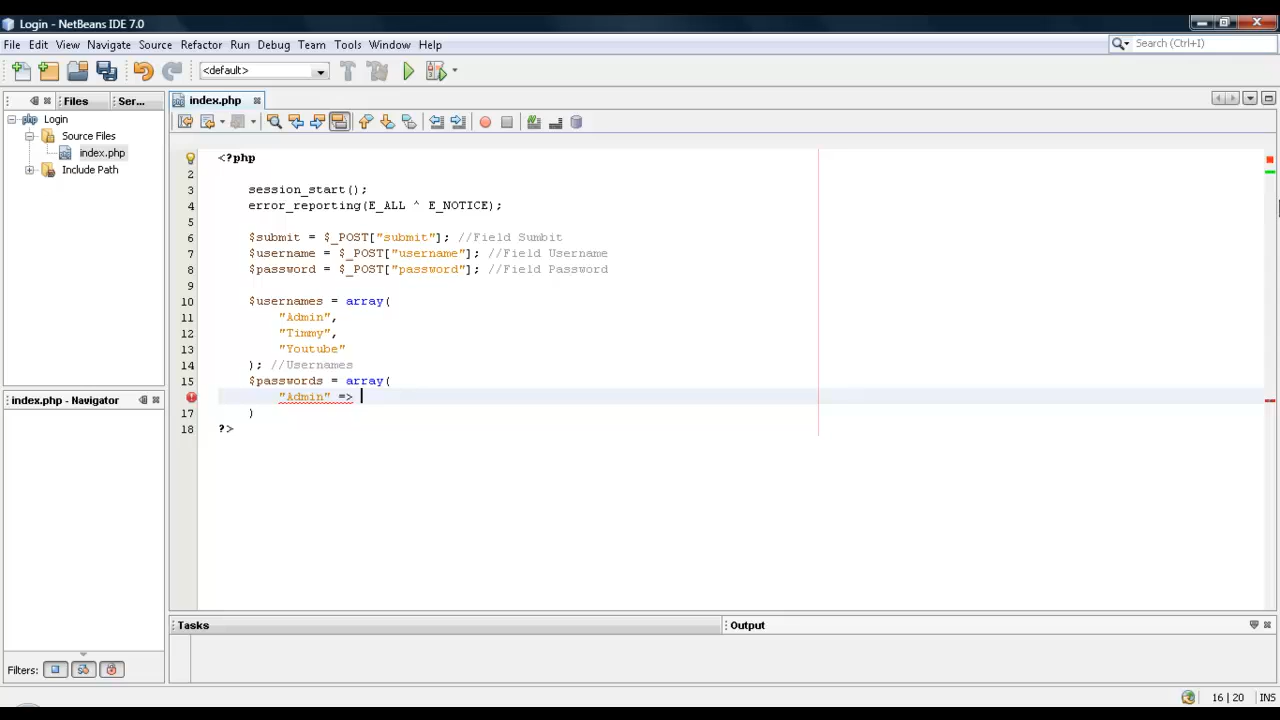 Login - NetBeans IDE 7.0
File Edit View Navigate Source Refactor Run Debug Team Tools Window Help
Search (Ctrl+I)
<default>
Files Ser...
index.php
Login
Source Files
index.php
Include Path
<?php
2
3 session_start();
4 error_reporting(E_ALL ^ E_NOTICE);
5
6 $submit = $_POST["submit"]; //Field Sumbit
7 $username = $_POST["username"]; //Field Username
8 $password = $_POST["password"]; //Field Password
9
10 $usernames = array(
11 "Admin",
12 "Timmy",
13 "Youtube"
14 ); //Usernames
15 $passwords = array(
"Admin" =>
17 )
18 ?>
index.php - Navigator
Filters:
Tasks
Output
16 | 20 INS